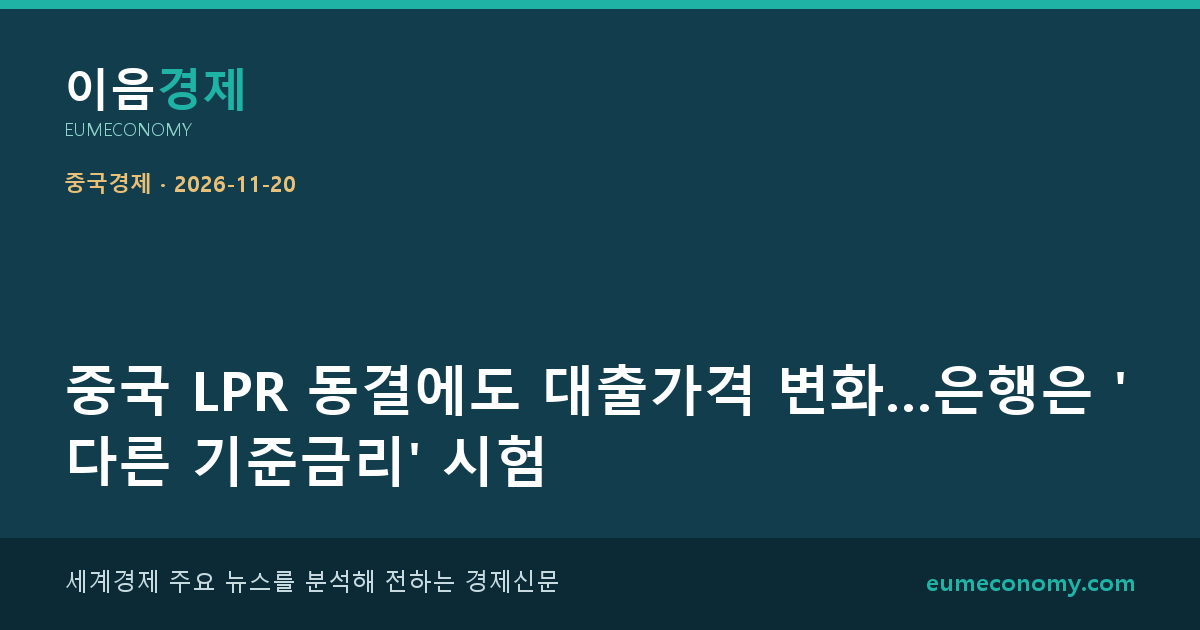 이음경제
EUMECONOMY
중국경제 · 2026-11-20
중국 LPR 동결에도 대출가격 변화…은행은 '
다른 기준금리' 시험
세계경제 주요 뉴스를 분석해 전하는 경제신문
eumeconomy.com